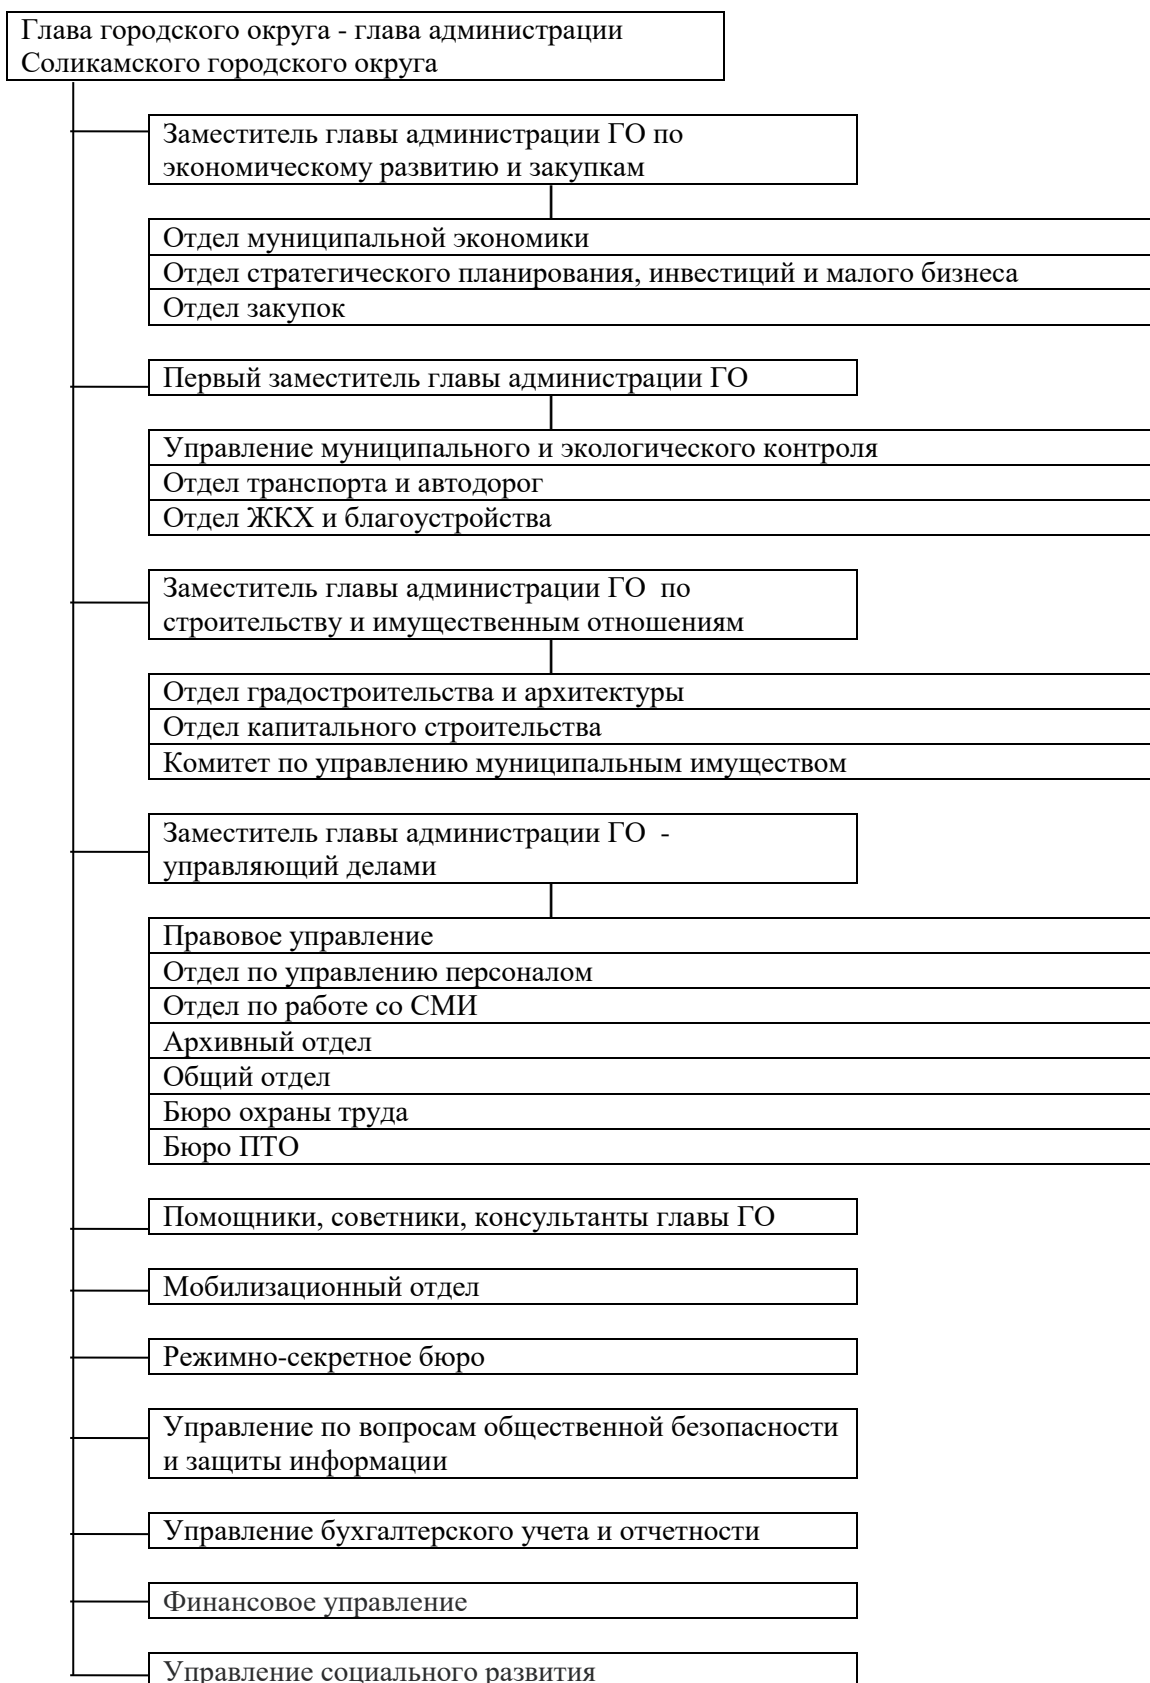 Глава городского округа - глава администрации
Соликамского городского округа
Заместитель главы администрации ГО по
экономическому развитию и закупкам
Отдел муниципальной экономики
Отдел стратегического планирования, инвестиций и малого бизнеса
Отдел закупок
Первый заместитель главы администрации ГО
Управление муниципального и экологического контроля
Отдел транспорта и автодорог
Отдел ЖКХ и благоустройства
Заместитель главы администрации ГО по
строительству и имущественным отношениям
Отдел градостроительства и архитектуры
Отдел капитального строительства
Комитет по управлению муниципальным имуществом
Заместитель главы администрации ГО -
управляющий делами
Правовое управление
Отдел по управлению персоналом
Отдел по работе со СМИ
Архивный отдел
Общий отдел
Бюро охраны труда
Бюро ПТО
Помощники, советники, консультанты главы ГО
Мобилизационный отдел
Режимно-секретное бюро
Управление по вопросам общественной безопасности
и защиты информации
Управление бухгалтерского учета и отчетности
Финансовое управление
Управление социального развития